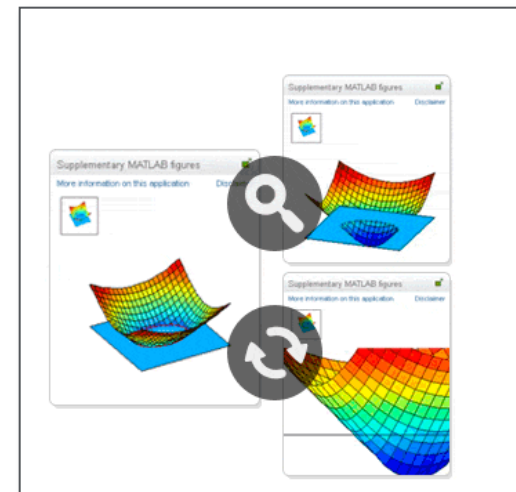 Supplementary MATLAB figures
More information on this application
Supplementary MATLAB figures
More information on this application. Disclaimer
Supplementary MATLAB figures
More information on this application. Disclaimer